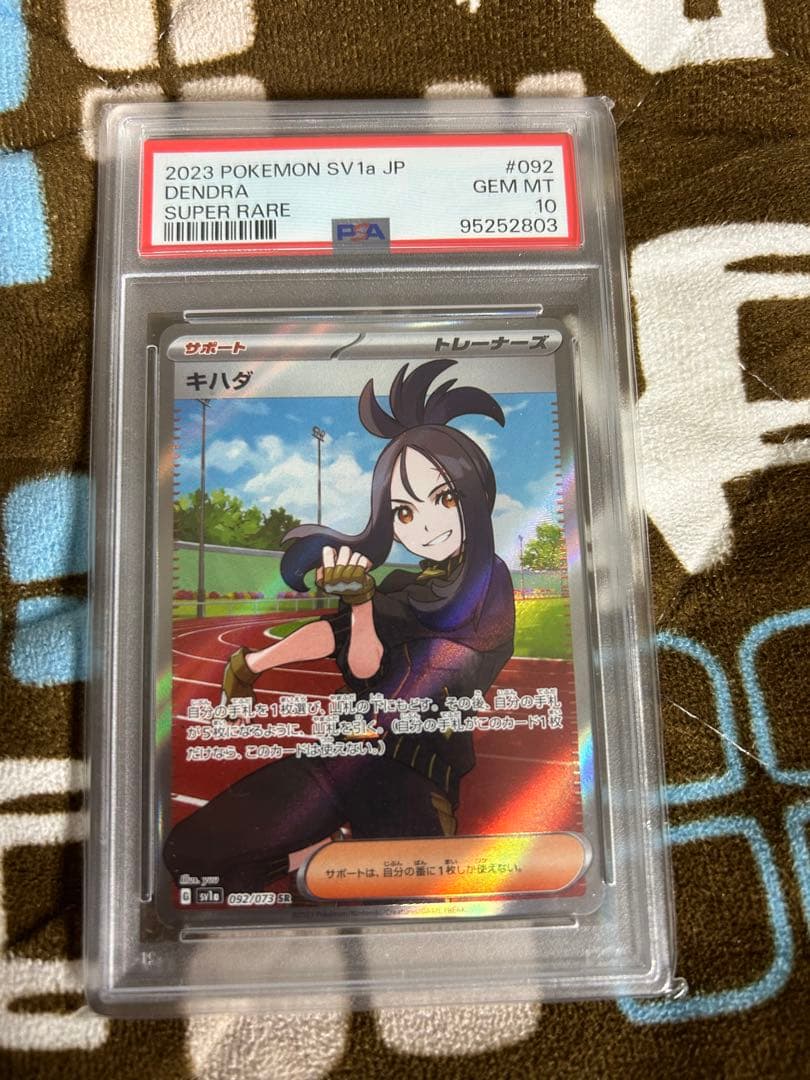 2023 POKEMON SV1a JP #092
DENDRA GEM MT
SUPER RARE 10
PSA 95252803
サポート トレーナーズ
キハダ
自分の手札を1枚選び、山札の下にもどす。その後、自分の手札
が5枚になるように、山札を引く。(自分の手札がこのカード1枚
だけなら、このカードは使えない。)
サポートは、自分の番に1枚しか使えない。
Illus. you
G sv1a 092/073 SR